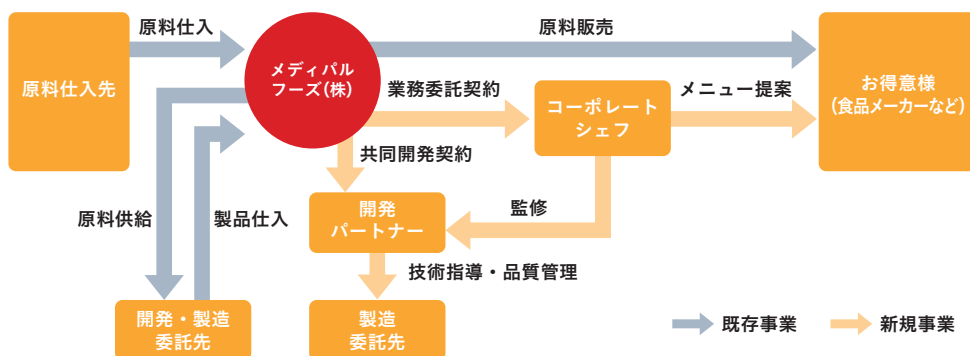 原料仕入
原料販売
原料仕入先
メディパル
フーズ(株)
業務委託契約
コーポレート
シェフ
メニュー提案
お得意様
(食品メーカーなど)
共同開発契約
原料供給
製品仕入
開発
パートナー
監修
技術指導・品質管理
開発・製造
委託先
製造
委託先
既存事業
新規事業